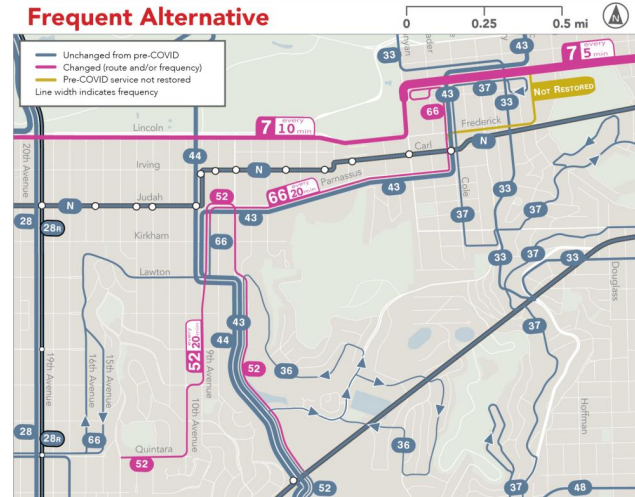 Frequent Alternative
0 0.25 0.5 mi
N
Unchanged from pre-COVID
Changed (route and/or frequency)
Pre-COVID service not restored
Line width indicates frequency
33
43
7 every 5 min
37
43
33
NOT RESTORED
66
Frederick
Lincoln
7 every 10 min
Carl
N
44
Irving
N
20th Avenue
66 every 20 min
Parnassus
43
Cole
52
Judah
N
43
37
37
28
28R
Kirkham
66
33
37
33
Lawton
Douglass
43
37
44
52 every 20 min
9th Avenue
52
36
19th Avenue
16th Avenue
15th Avenue
10th Avenue
Hoffman
28
28R
66
36
Quintara
52
52
37
48